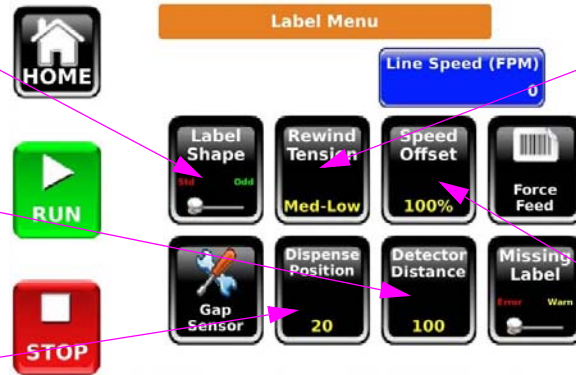 Label Menu
HOME
Line Speed (FPM)
0
Label
Shape
Std Odd
Rewind
Tension
Med-Low
Speed
Offset
100%
Force
Feed
RUN
Gap
Sensor
Dispense
Position
20
Detector
Distance
100
Missing
Label
Error Warn
STOP